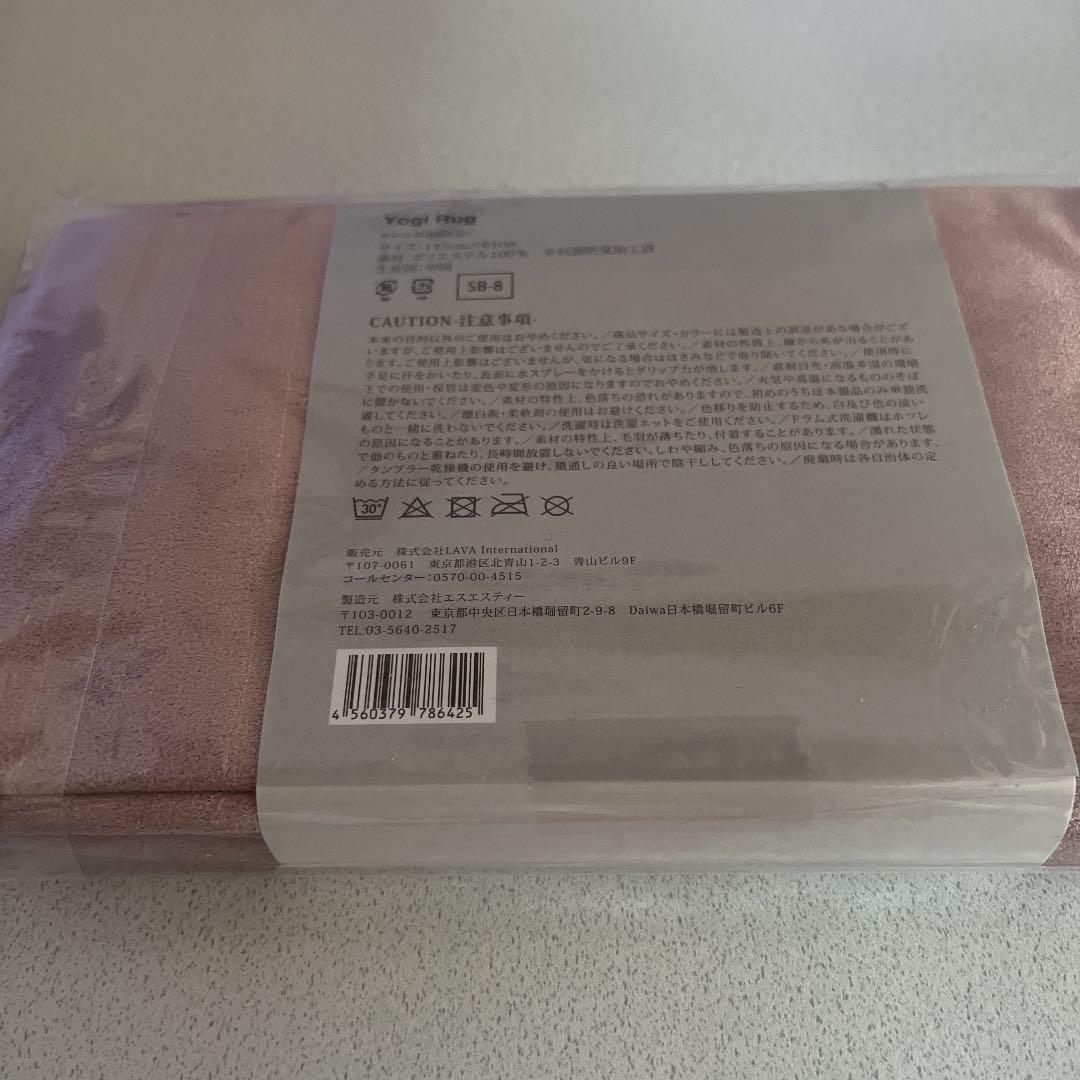 Yogi Rug
素材：ポリエステル100％ ※抗菌防臭加工済
生産国：中国
SB-8
CAUTION-注意事項-
本来の目的以外のご使用はおやめください。／商品サイズ・カラーには製造上の誤差がある場合がござ
いますが、ご使用上影響はございませんのでご了承ください。／素材の性質上、細かな糸が出ることがあ
ります。ご使用上影響はございませんが、気になる場合ははさみなどで取り除いてください。／使用時に
手足に汗をかいたり、表面に水スプレーをかけるとグリップ力が増します。／直射日光・高温多湿の環境
下での使用・保管は変色や変形の原因になりますのでおやめください。／火気や高温になるもののそば
に置かないでください。／素材の特性上、色落ちの恐れがありますので、初めのうちは本製品のみ単独洗
濯してください。／漂白剤・柔軟剤の使用はお避けください。／色移りを防止するため、白及び色の淡い
ものと一緒に洗わないでください。／洗濯時は洗濯ネットをご使用ください。／ドラム式洗濯機はホツレ
の原因になることがあります。／素材の特性上、毛羽が落ちたり、付着することがあります。／濡れた状態
で他のものと重ねたり、長時間放置しないでください。しわや縮み、色落ちの原因になる場合があります。
／タンブラー乾燥機の使用を避け、風通しの良い場所で陰干ししてください。／廃棄時は各自治体の定
める方法に従ってください。
30°
販売元 株式会社LAVA International
〒107-0061 東京都港区北青山1-2-3 青山ビル9F
コールセンター：0570-00-4515
製造元 株式会社エスエスティー
〒103-0012 東京都中央区日本橋堀留町2-9-8 Daiwa日本橋堀留町ビル6F
TEL:03-5640-2517
4 560379 786425